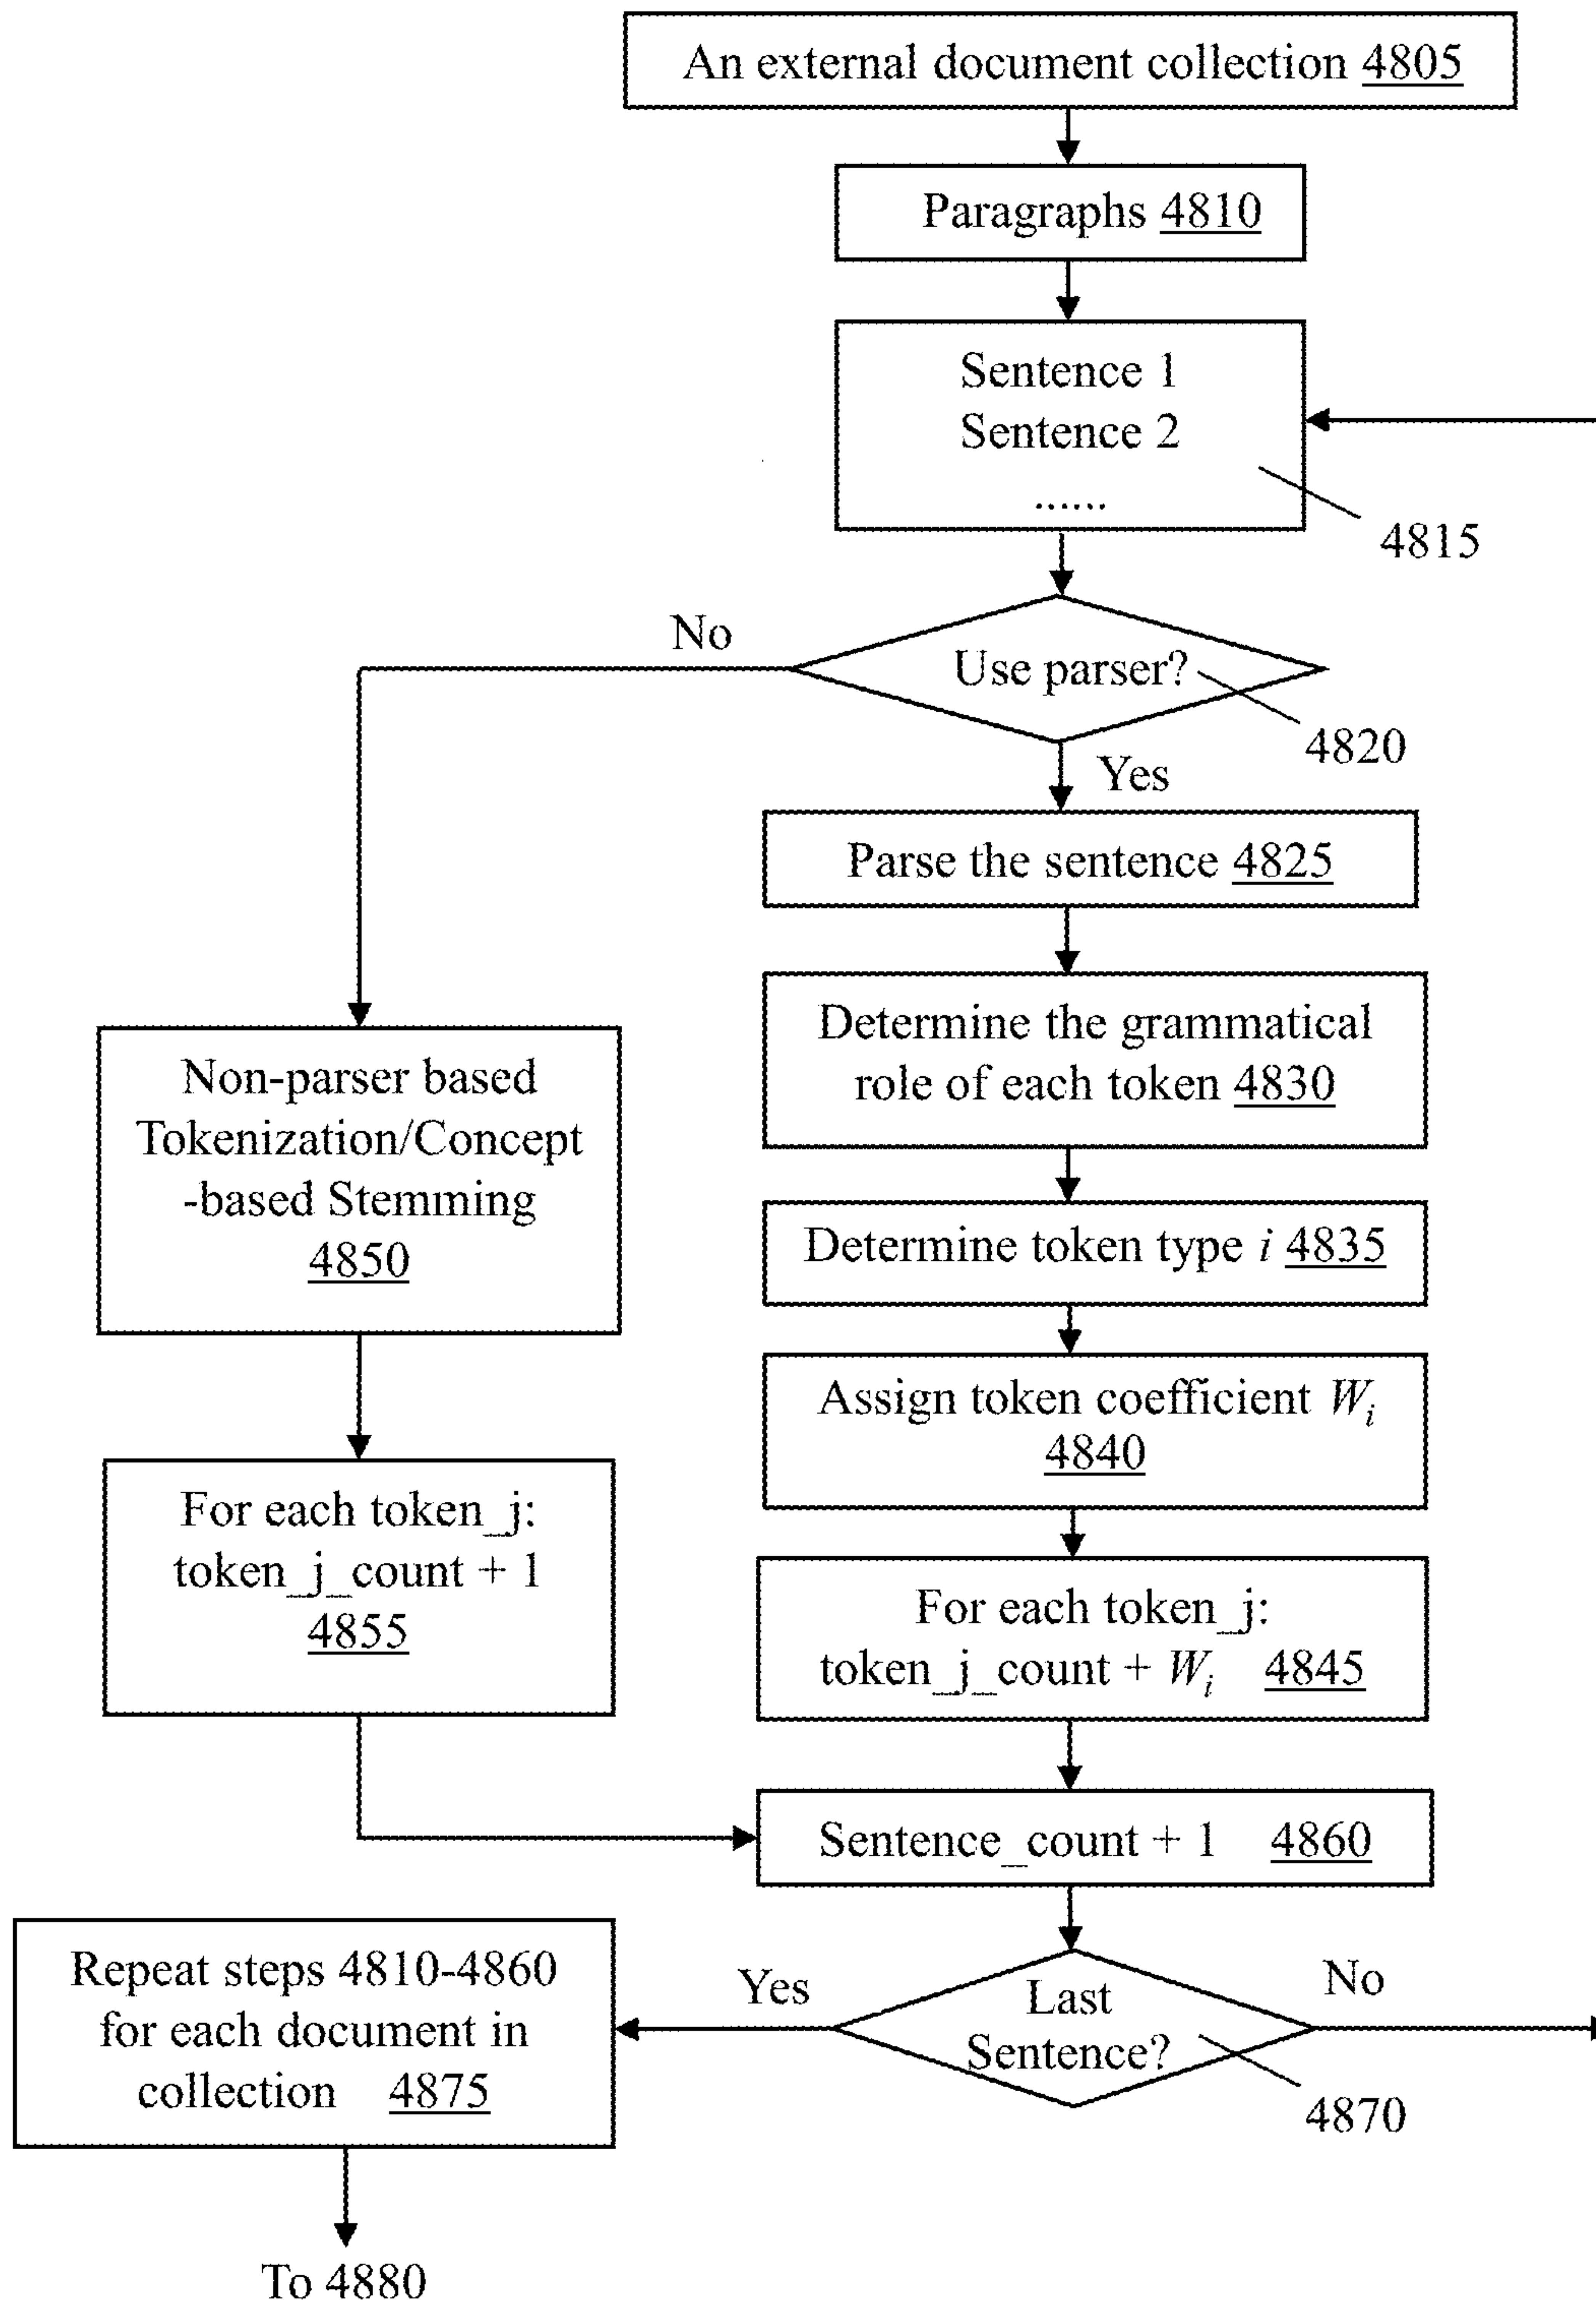 An external document collection 4805
Paragraphs 4810
Sentence 1
Sentence 2
......
4815
Use parser?
4820
No
Yes
Parse the sentence 4825
Determine the grammatical
role of each token 4830
Determine token type i 4835
Assign token coefficient Wi
4840
For each token_j:
token_j_count + Wi 4845
Non-parser based
Tokenization/Concept
-based Stemming
4850
For each token_j:
token_j_count + 1
4855
Sentence_count + 1 4860
Last
Sentence?
4870
Yes
No
Repeat steps 4810-4860
for each document in
collection 4875
To 4880